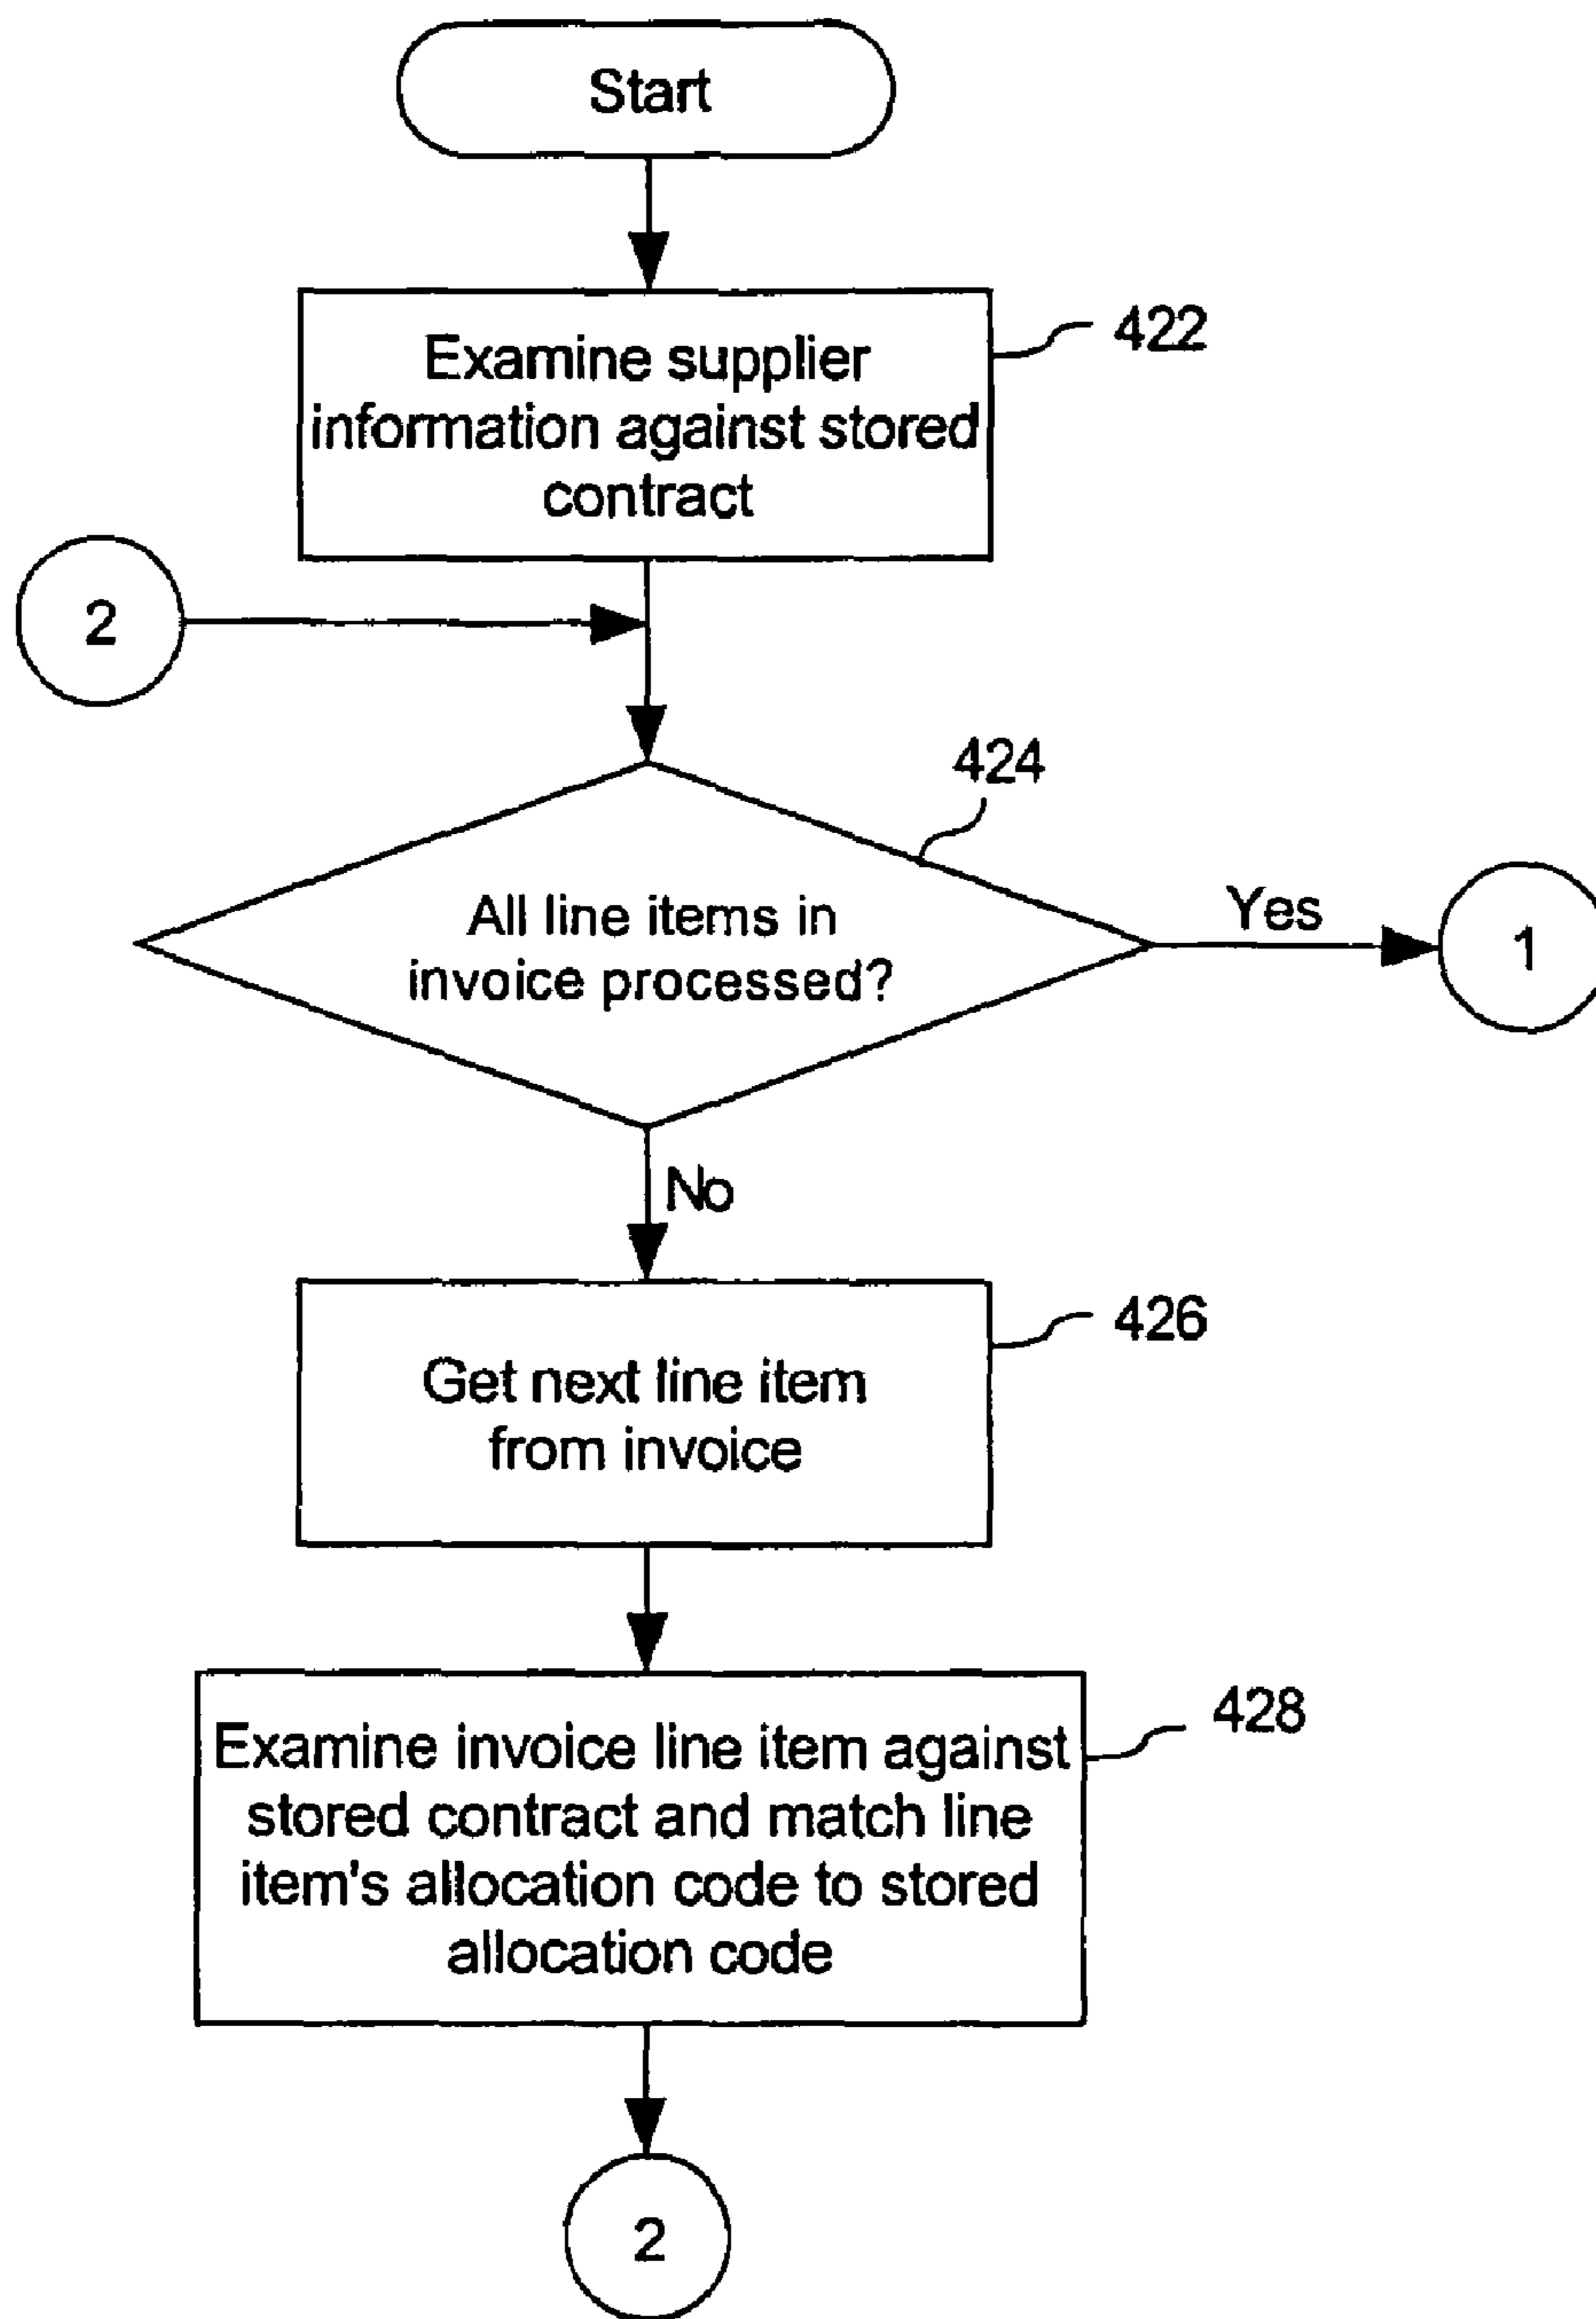 Start
Examine supplier
information against stored
contract
422
2
424
All line items in
invoice processed?
Yes
1
No
Get next line item
from invoice
426
Examine invoice line item against
stored contract and match line
item's allocation code to stored
allocation code
428
2